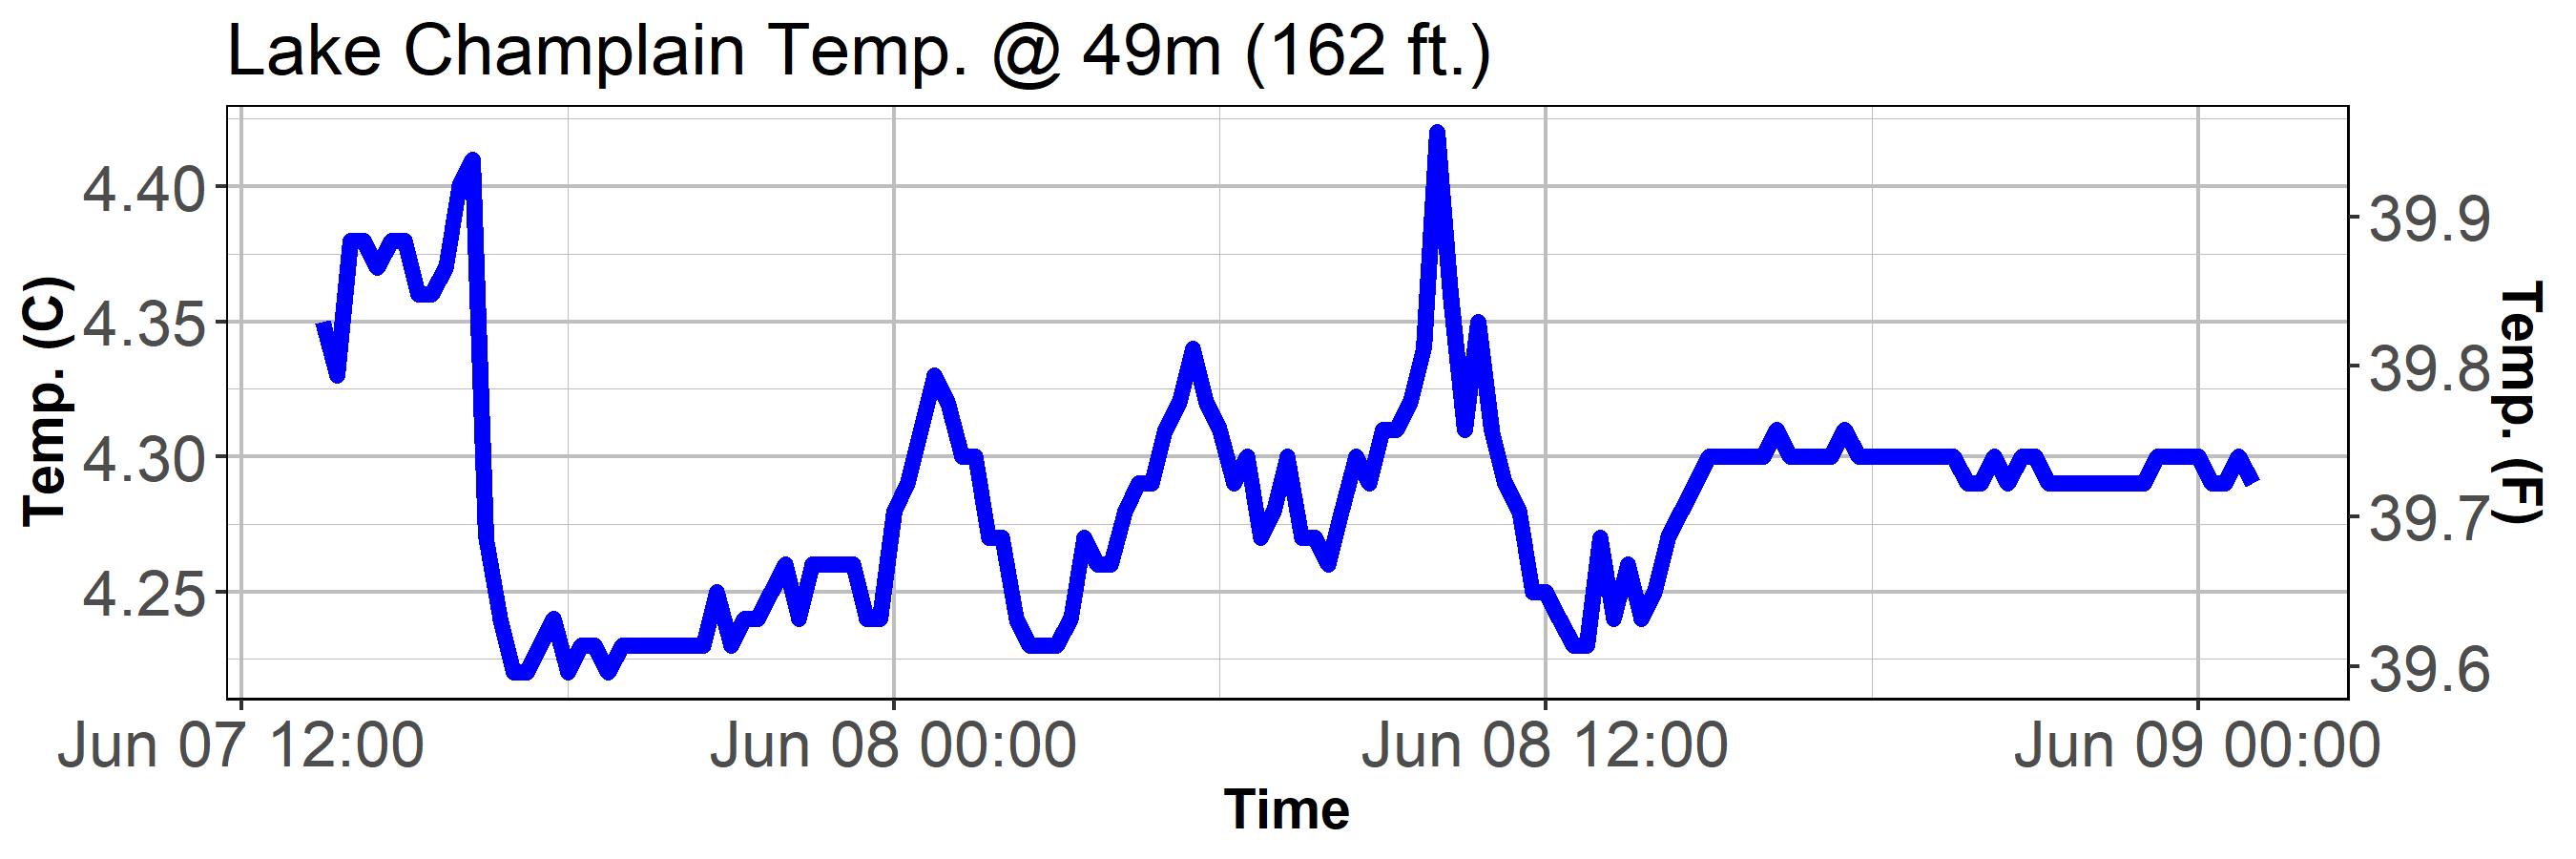 Lake Champlain Temp. @ 49m (162 ft.)
Temp. (C)
4.40
4.35
4.30
4.25
39.9
39.8
39.7
39.6
Temp. (F)
Jun 07 12:00 Jun 08 00:00 Jun 08 12:00 Jun 09 00:00
Time